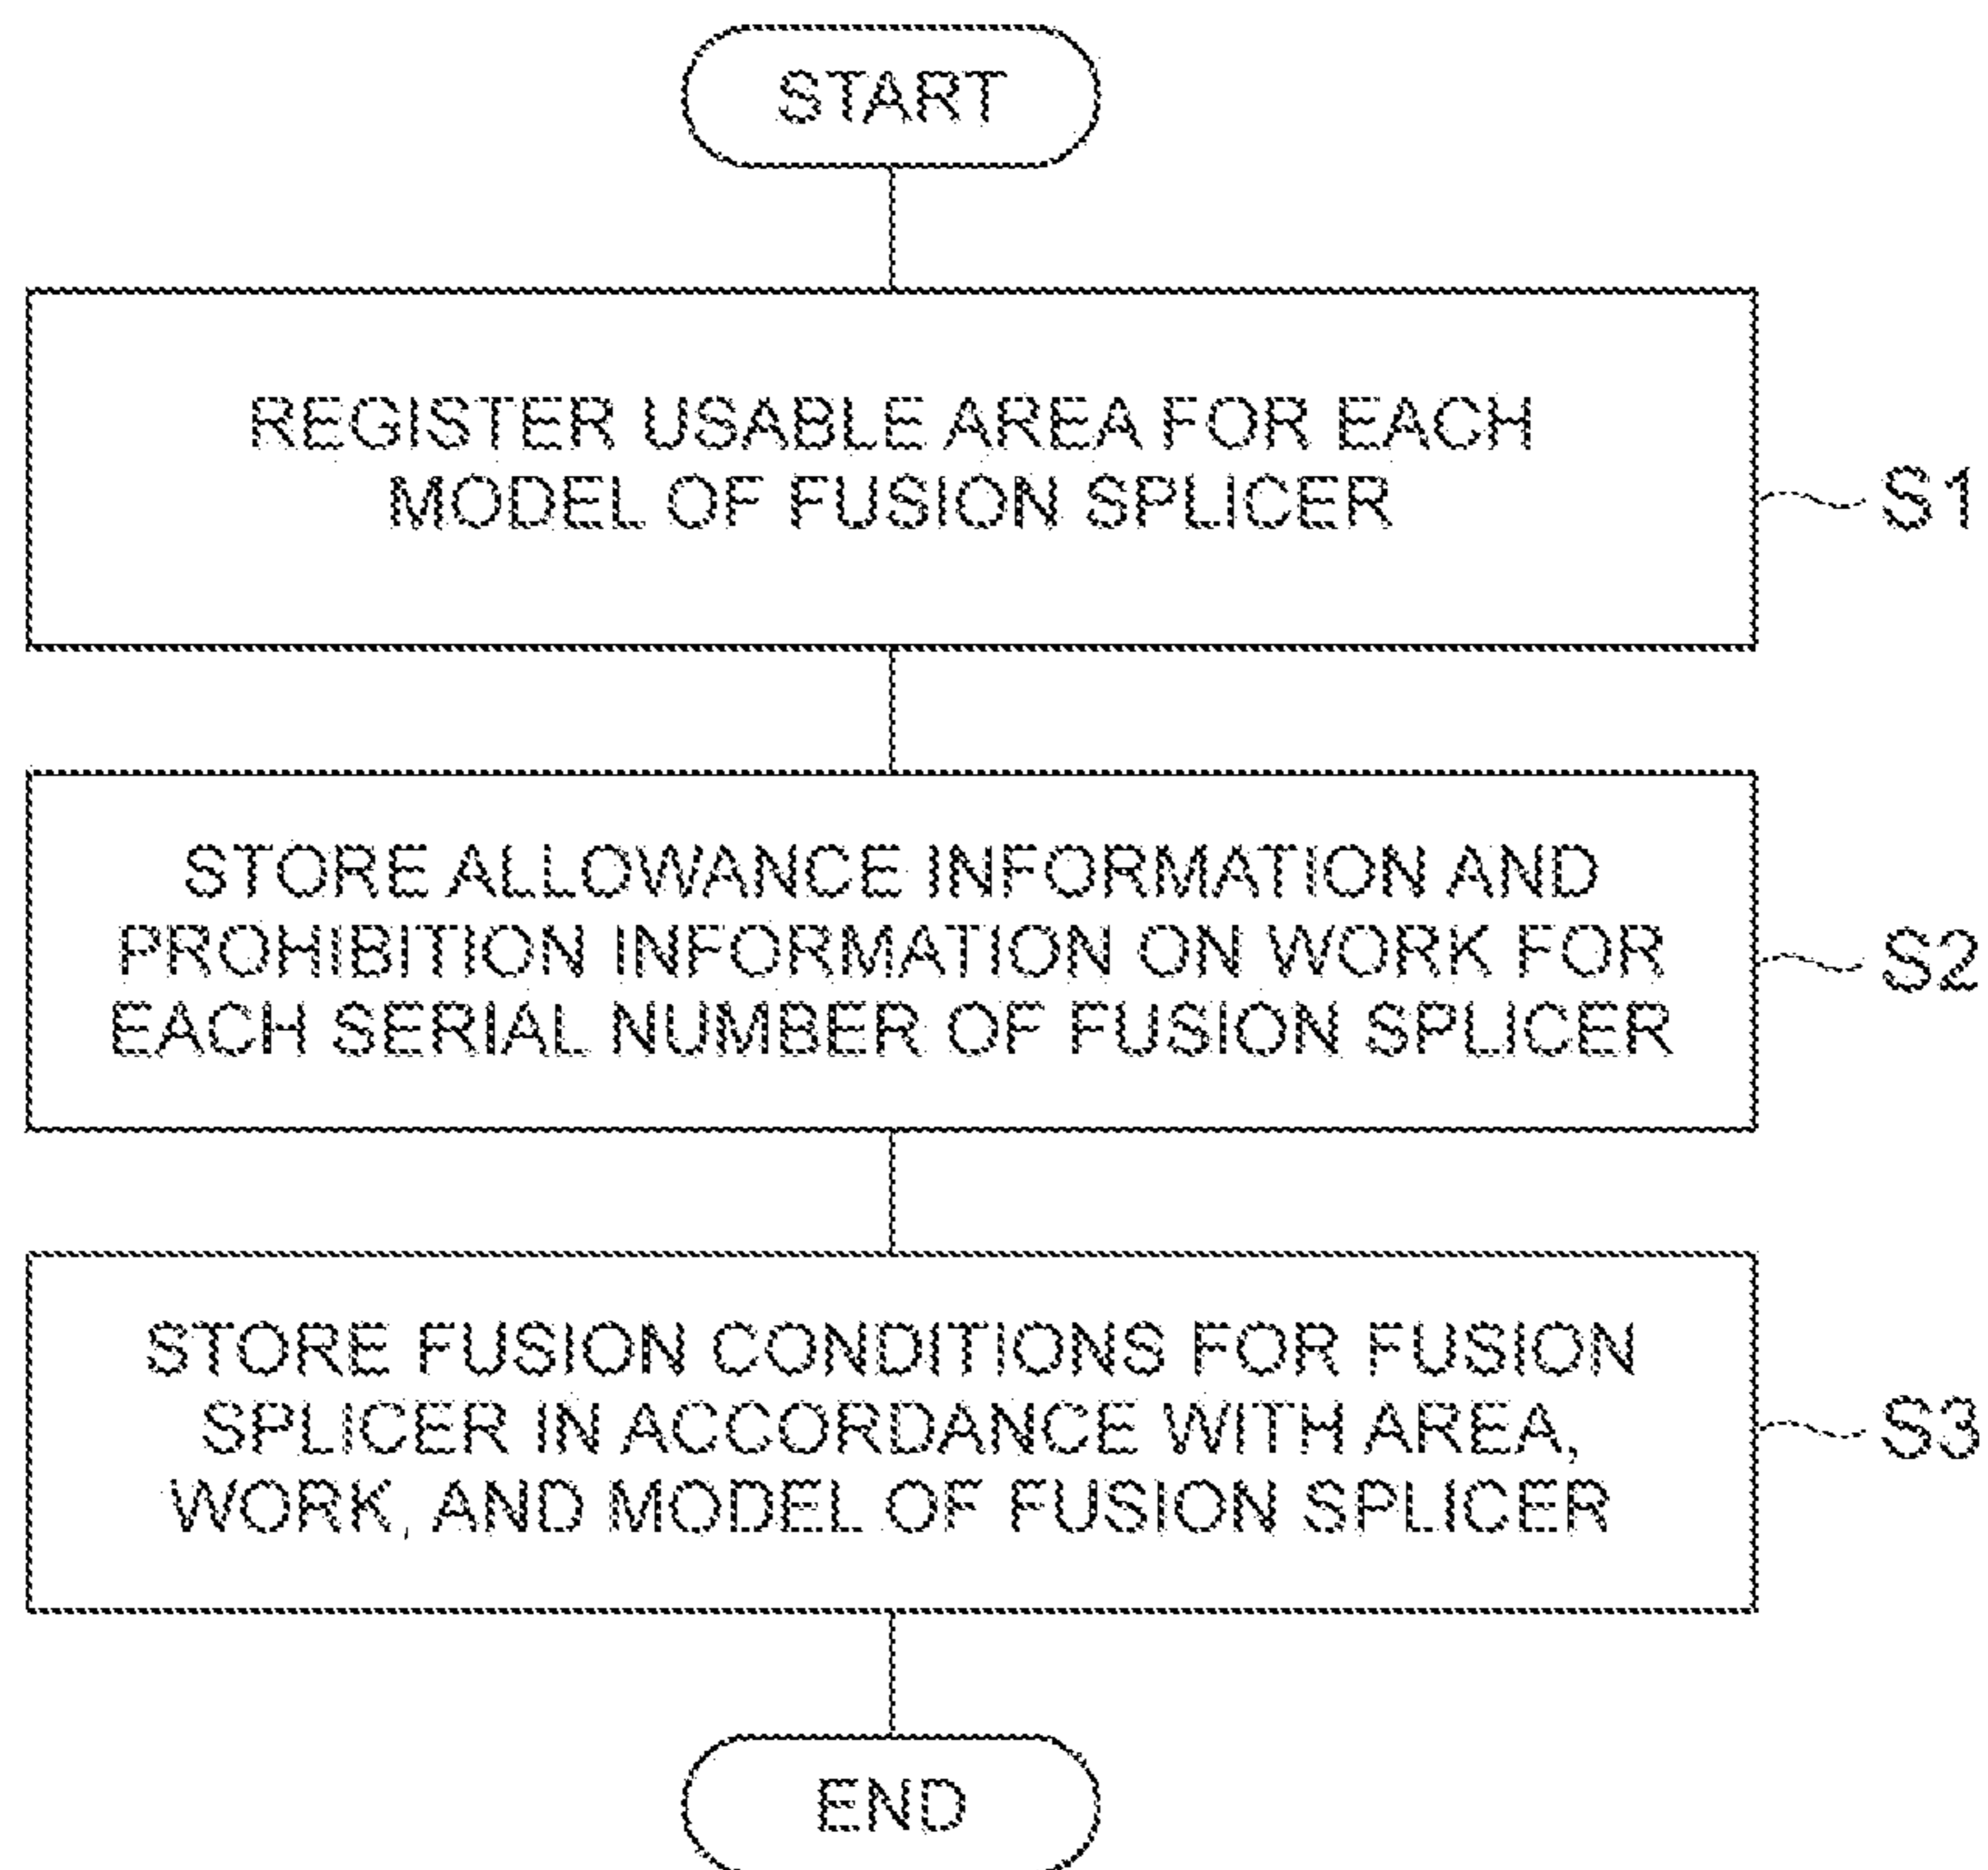 START
REGISTER USABLE AREA FOR EACH
MODEL OF FUSION SPLICER
S1
STORE ALLOWANCE INFORMATION AND
PROHIBITION INFORMATION ON WORK FOR
EACH SERIAL NUMBER OF FUSION SPLICER
S2
STORE FUSION CONDITIONS FOR FUSION
SPLICER IN ACCORDANCE WITH AREA,
WORK, AND MODEL OF FUSION SPLICER
S3
END